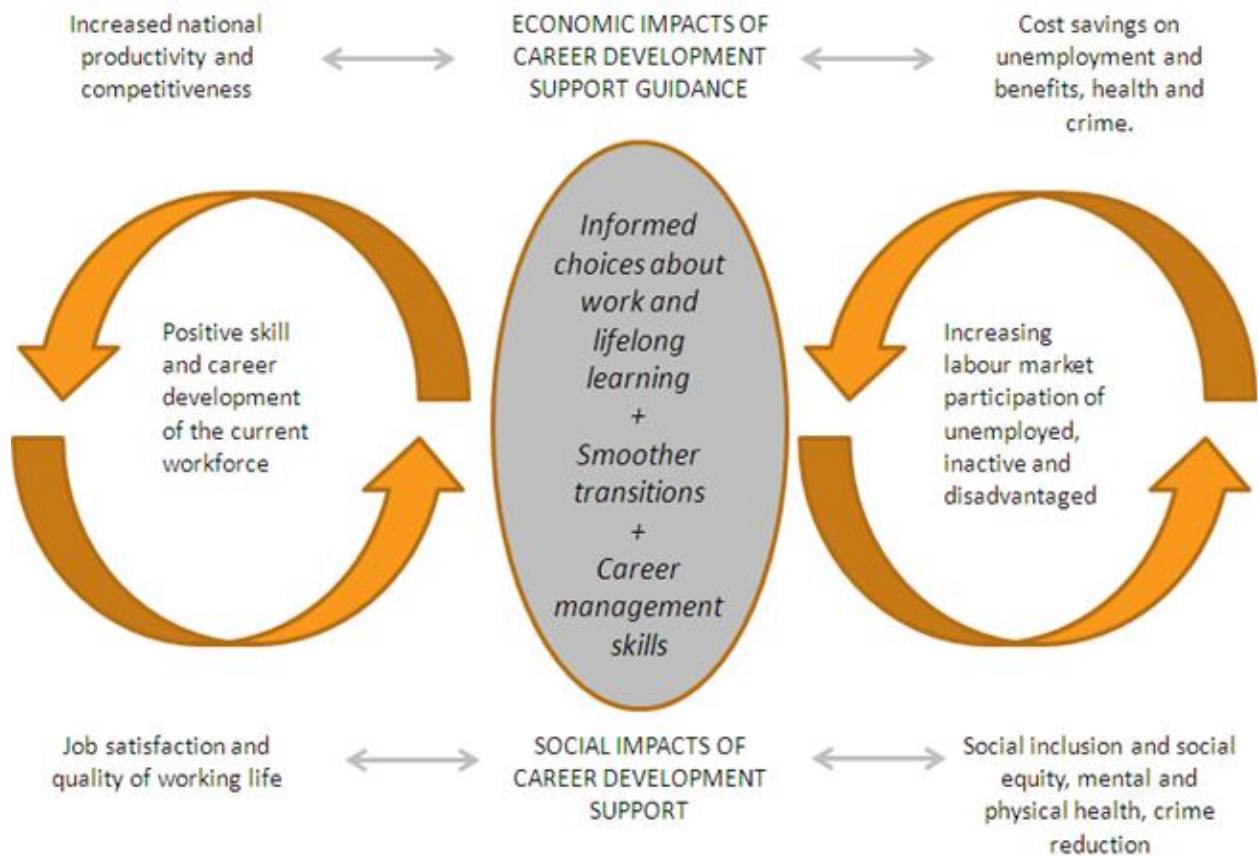 Increased national
productivity and
competitiveness
ECONOMIC IMPACTS OF
CAREER DEVELOPMENT
SUPPORT GUIDANCE
Cost savings on
unemployment and
benefits, health and
crime.
Positive skill
and career
development
of the current
workforce
Informed
choices about
work and
lifelong
learning
+
Smoother
transitions
+
Career
management
skills
Increasing
labour market
participation of
unemployed,
inactive and
disadvantaged
Job satisfaction and
quality of working life
SOCIAL IMPACTS OF
CAREER DEVELOPMENT
SUPPORT
Social inclusion and social
equity, mental and
physical health, crime
reduction